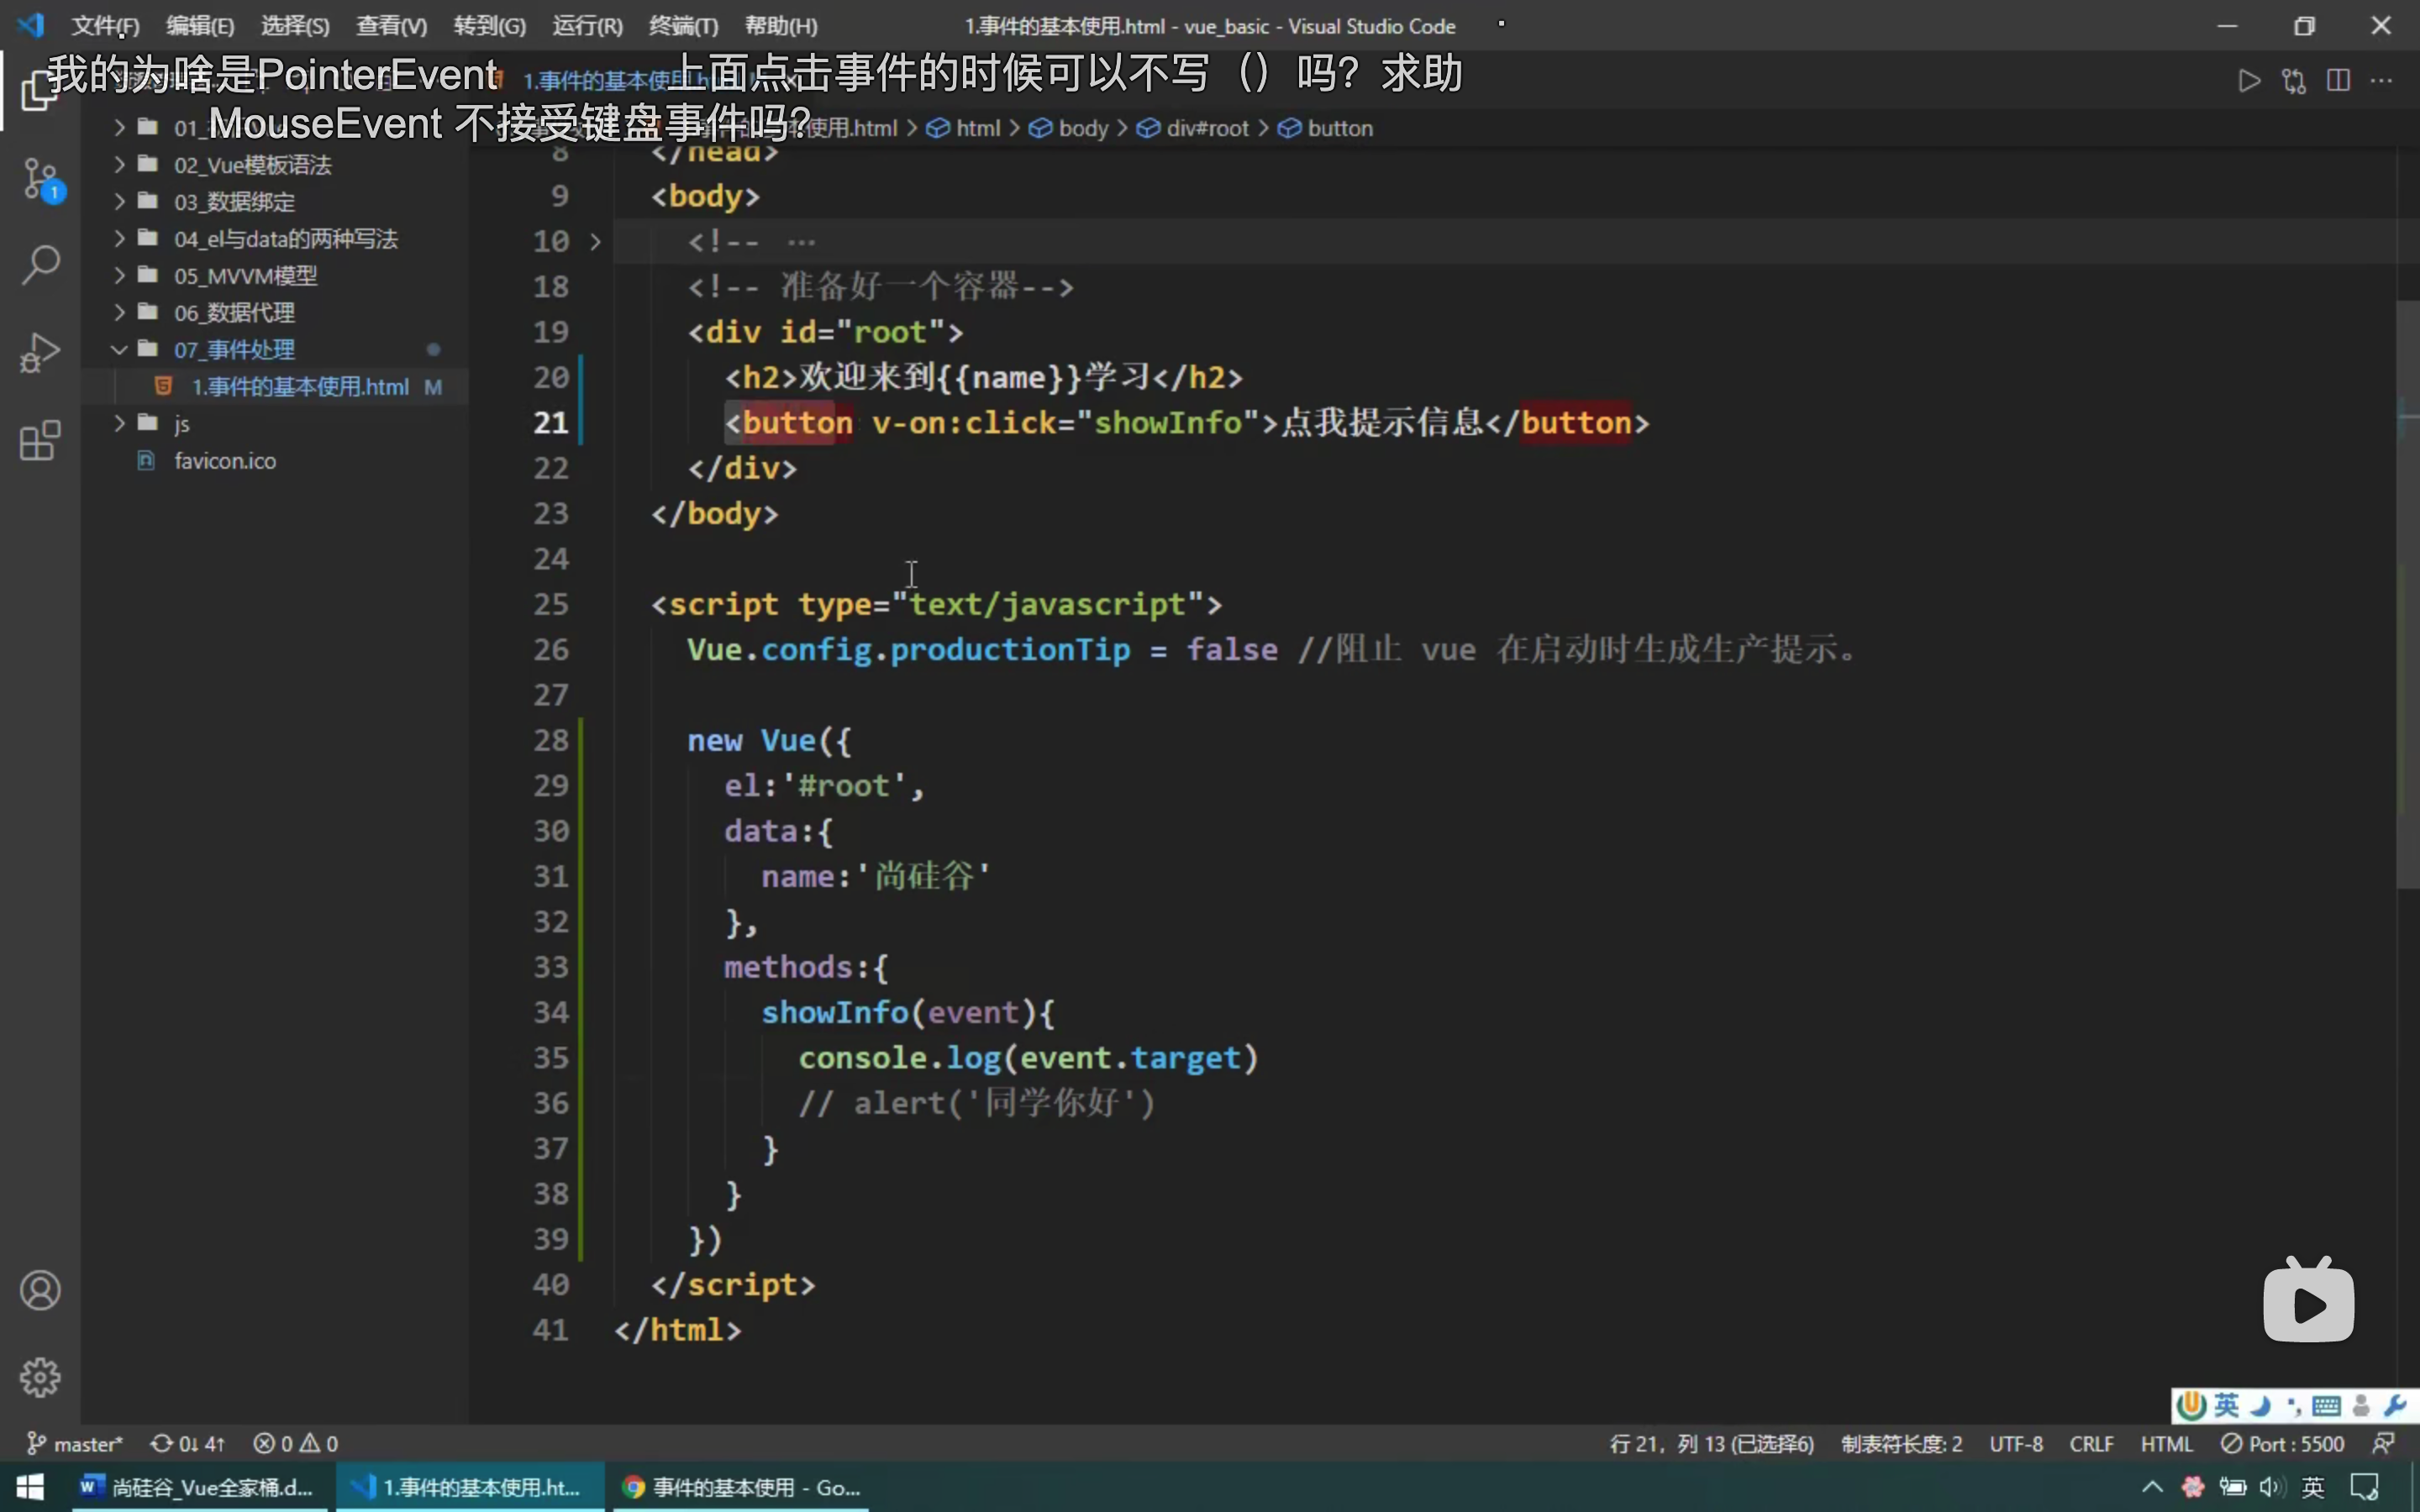 文件(F) 编辑(E) 选择(S) 查看(V) 转到(G) 运行(R) 终端(T) 帮助(H) 1.事件的基本使用.html - vue_basic - Visual Studio Code
我的为啥是PointerEvent 上面点击事件的时候可以不写（）吗？求助
MouseEvent 不接受键盘事件吗？
使用.html > html > body > div#root > button
02_Vue模板语法
03_数据绑定
04_el与data的两种写法
05_MVVM模型
06_数据代理
07_事件处理
1.事件的基本使用.html M
js
favicon.ico
1
8 </head>
9 <body>
10 <!-- ···
18 <!-- 准备好一个容器-->
19 <div id="root">
20 <h2>欢迎来到{{name}}学习</h2>
21 <button v-on:click="showInfo">点我提示信息</button>
22 </div>
23 </body>
24
25 <script type="text/javascript">
26 Vue.config.productionTip = false //阻止 vue 在启动时生成生产提示。
27
28 new Vue({
29 el:'#root',
30 data:{
31 name:'尚硅谷'
32 },
33 methods:{
34 showInfo(event){
35 console.log(event.target)
36 // alert('同学你好')
37 }
38 }
39 })
40 </script>
41 </html>
英
master* 0↓ 4↑ 0 0 行 21，列 13 (已选择6) 制表符长度: 2 UTF-8 CRLF HTML Port : 5500
尚硅谷_Vue全家桶.d... 1.事件的基本使用.ht... 事件的基本使用 - Go... 英